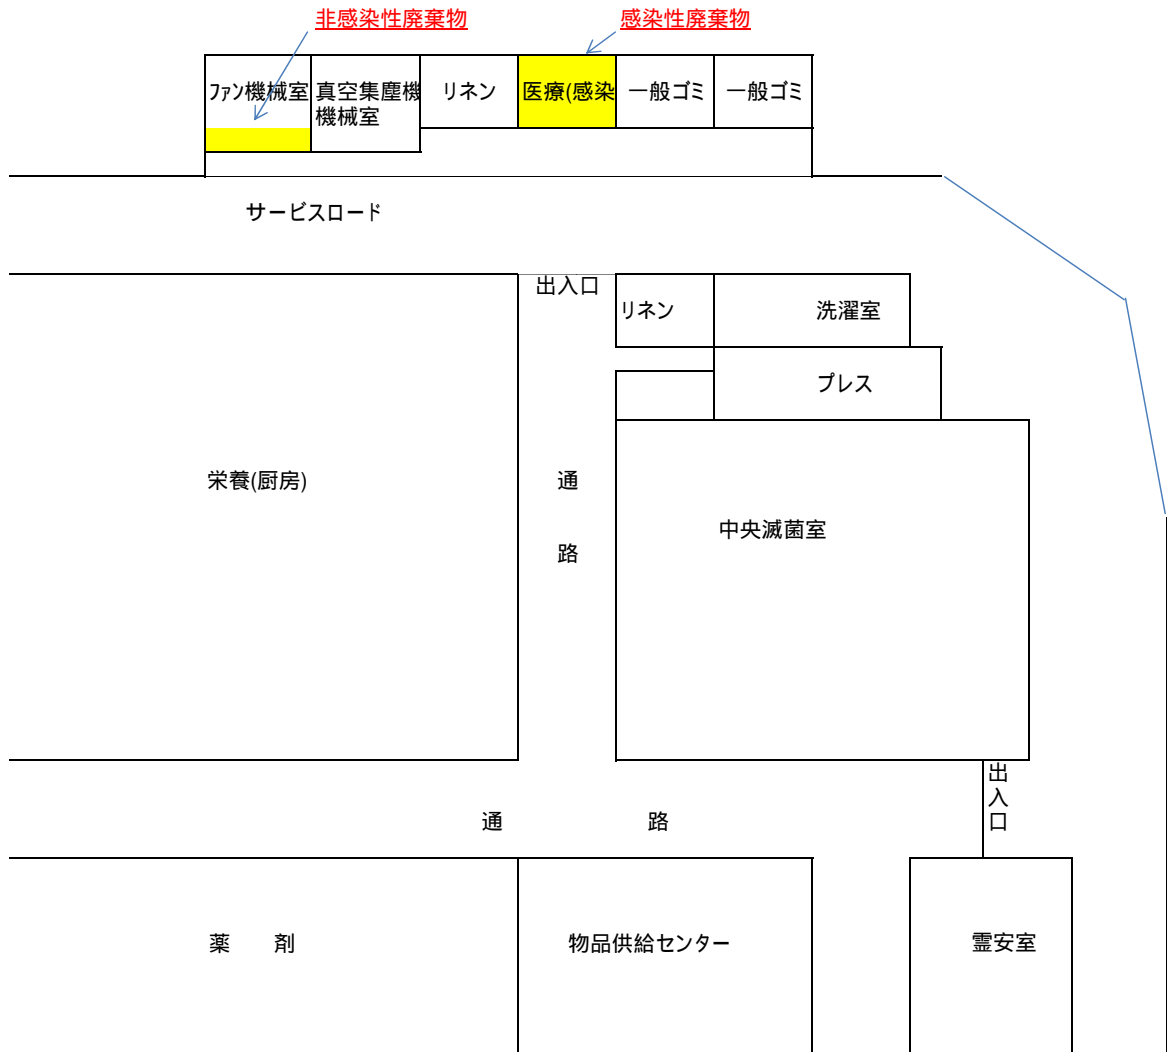 非感染性廃棄物
感染性廃棄物
ファン機械室
真空集塵機
機械室
リネン
医療(感染
一般ゴミ
一般ゴミ
サービスロード
出入口
リネン
洗濯室
プレス
栄養(厨房)
通
路
中央滅菌室
出
入
口
通 路
薬 剤
物品供給センター
霊安室